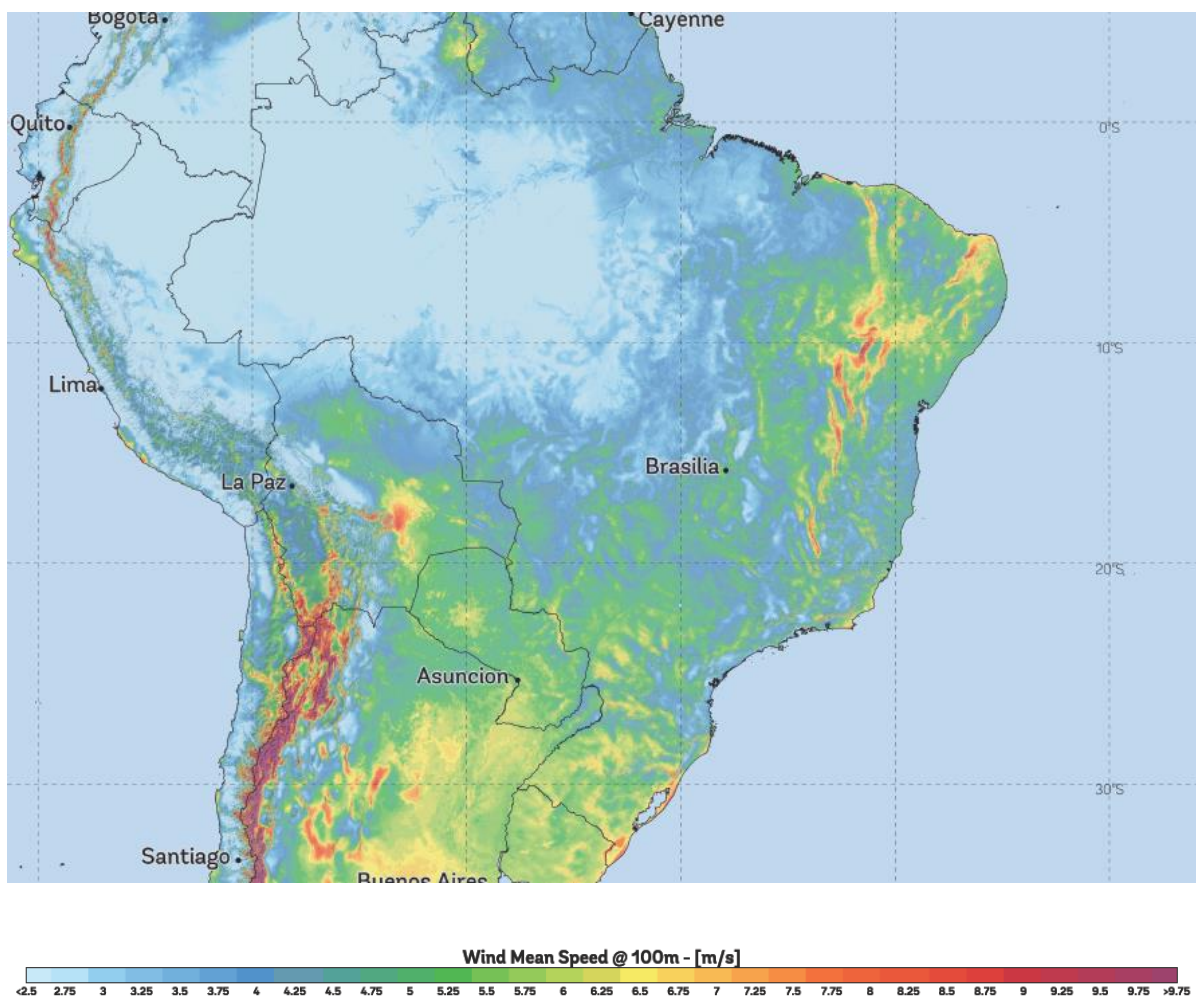 Bogota
Cayenne
Quito
0°S
10°S
Lima
Brasilia
La Paz
20°S
Asuncion
30°S
Santiago
Buenos Aires
Wind Mean Speed @ 100m - [m/s]
<2.5 2.75 3 3.25 3.5 3.75 4 4.25 4.5 4.75 5 5.25 5.5 5.75 6 6.25 6.5 6.75 7 7.25 7.5 7.75 8 8.25 8.5 8.75 9 9.25 9.5 9.75 >9.75